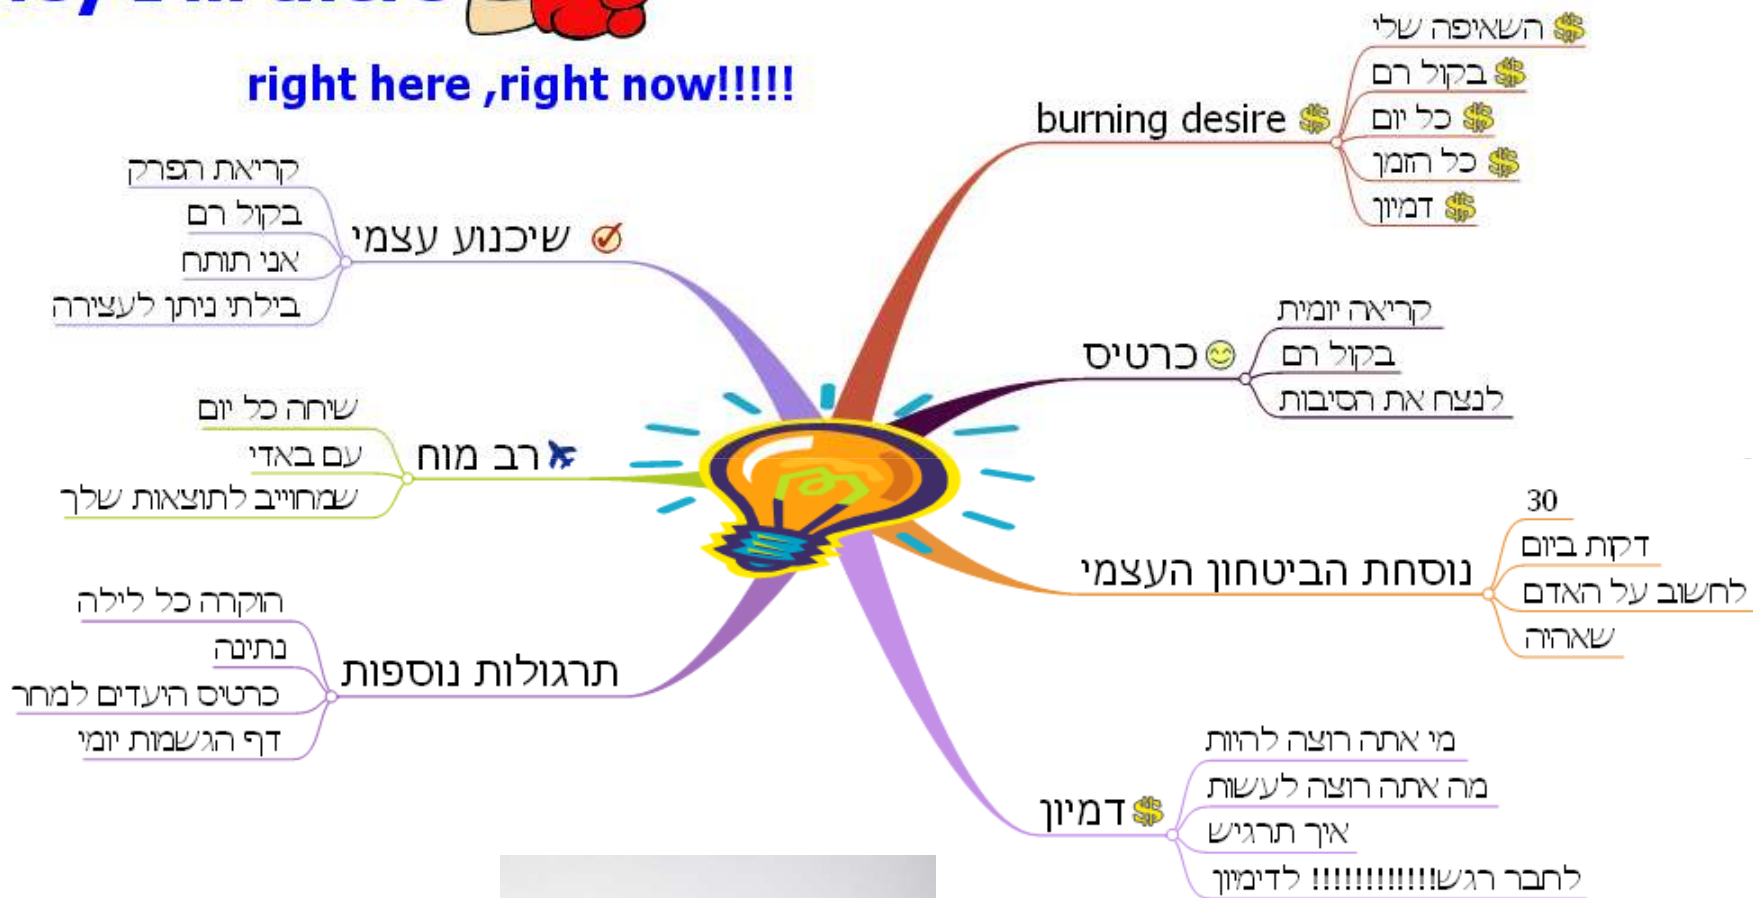 right here ,right now!!!!!
burning desire
השאיפה שלי
בקול רם
כל יום
כל הזמן
דמיון
כרטיס
קריאה יומית
בקול רם
לנצח את הסיבות
נוסחת הביטחון העצמי
30
דקת ביום
לחשוב על האדם
שאהיה
דמיון
מי אתה רוצה להיות
מה אתה רוצה לעשות
איך תרגיש
לחבר רגש!!!!!!!!!!!! לדימיון
שיכנוע עצמי
קריאת הפרק
בקול רם
אני תותח
בילתי ניתן לעצירה
רב מוח
שיחה כל יום
עם באדי
שמחוייב לתוצאות שלך
תרגולות נוספות
הוקרה כל לילה
נתינה
כרטיס היעדים למחר
דף הגשמות יומי